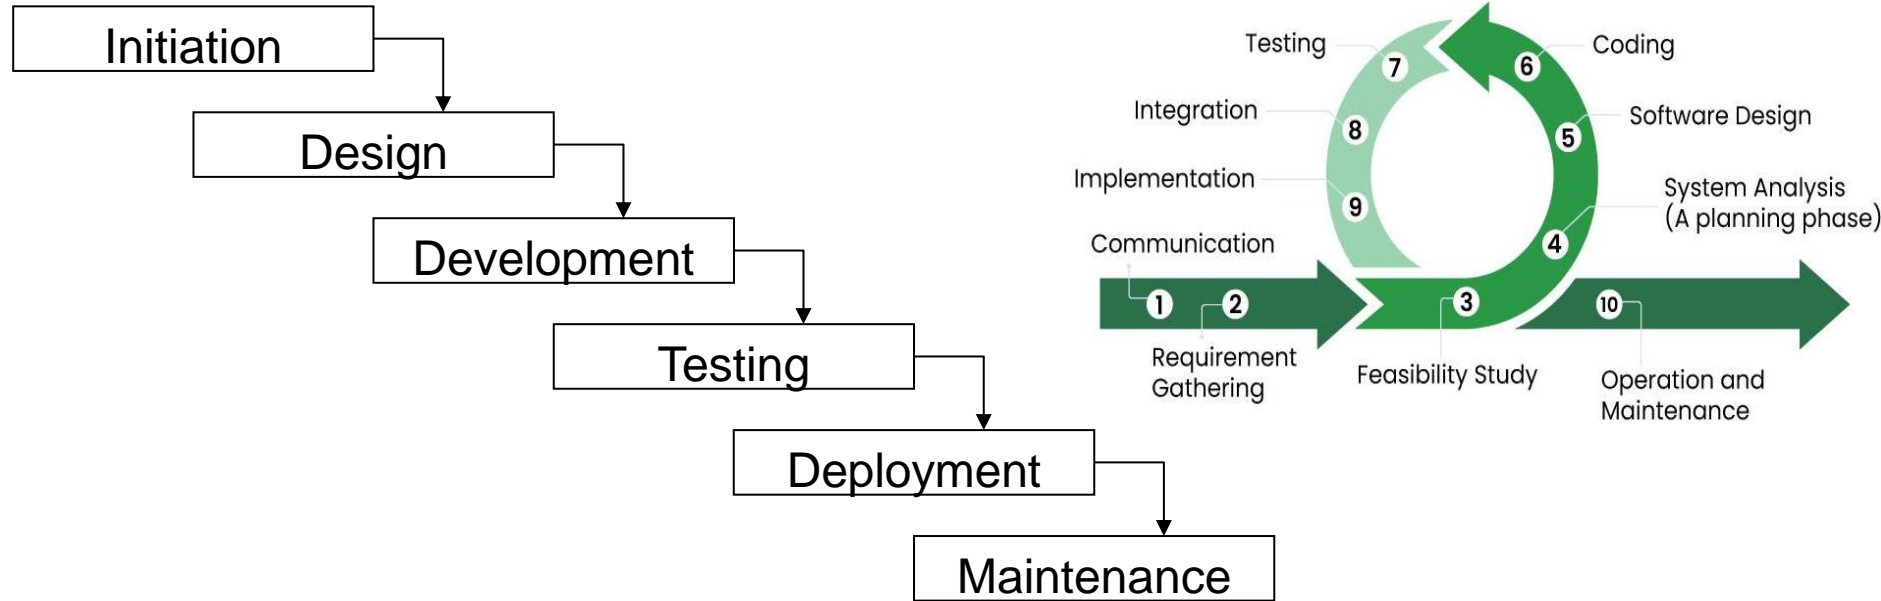 Initiation
Design
Development
Testing
Deployment
Maintenance
Testing
7
6
Coding
Integration
8
5
Software Design
Implementation
9
4
System Analysis
(A planning phase)
Communication
1
2
3
10
Requirement
Gathering
Feasibility Study
Operation and
Maintenance